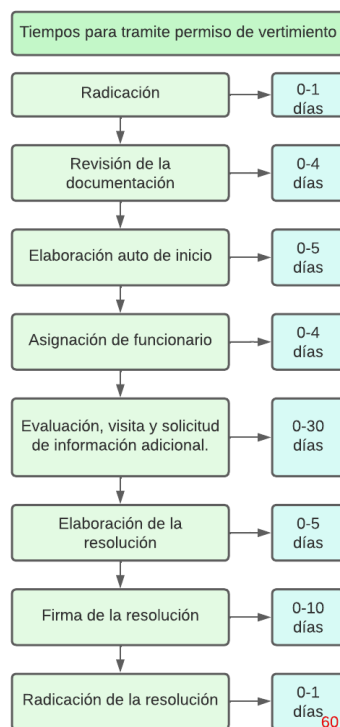 Tiempos para tramite permiso de vertimiento
Radicación
0-1
días
Revisión de la
documentación
0-4
días
Elaboración auto de inicio
0-5
días
Asignación de funcionario
0-4
días
Evaluación, visita y solicitud
de información adicional.
0-30
días
Elaboración de la
resolución
0-5
días
Firma de la resolución
0-10
días
Radicación de la resolución
0-1
días
60